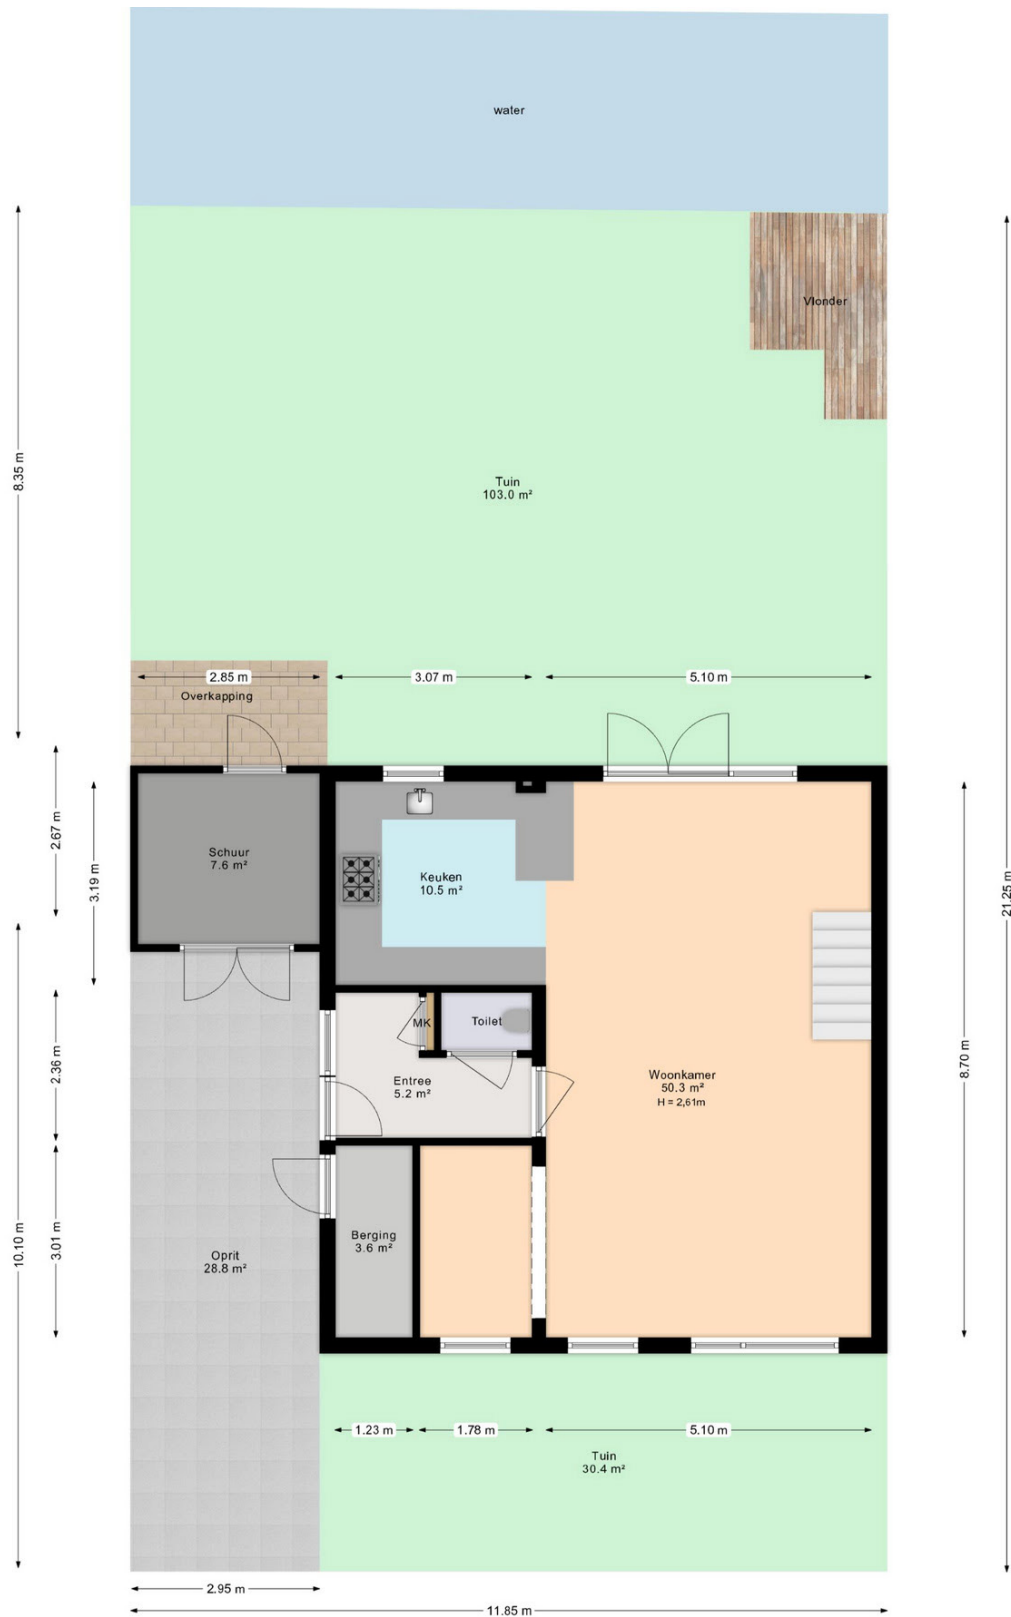 water
Vlonder
8.35 m
Tuin
103.0 m²
2.85 m
3.07 m
5.10 m
Overkapping
2.67 m
3.19 m
Schuur
7.6 m²
Keuken
10.5 m²
21.25 m
MK
Toilet
2.36 m
Entree
5.2 m²
Woonkamer
50.3 m²
H = 2,61m
8.70 m
10.10 m
3.01 m
Oprit
28.8 m²
Berging
3.6 m²
1.23 m
1.78 m
5.10 m
Tuin
30.4 m²
2.95 m
11.85 m